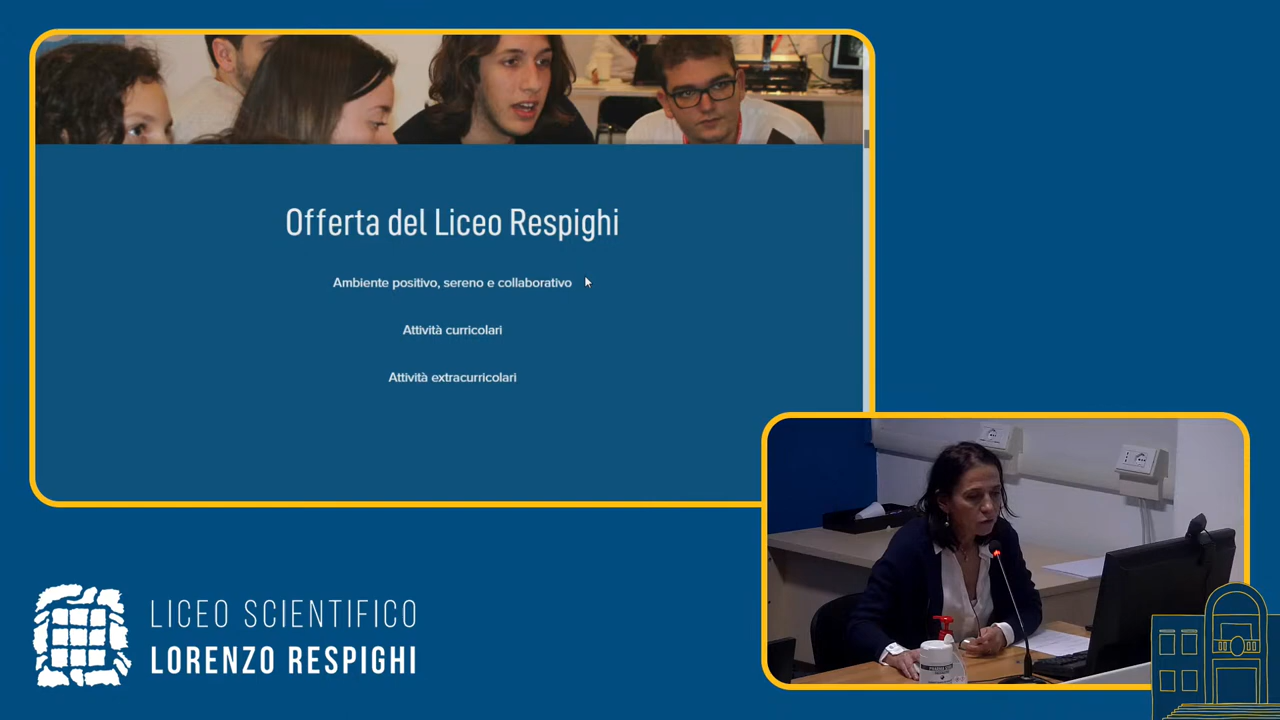 Offerta del Liceo Respighi
Ambiente positivo, sereno e collaborativo
Attività curricolari
Attività extracurricolari
LICEO SCIENTIFICO
LORENZO RESPIGHI